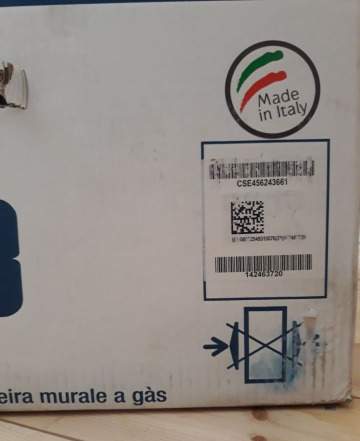 Made
in Italy
CSE456243661
142463720
eira murale a gàs